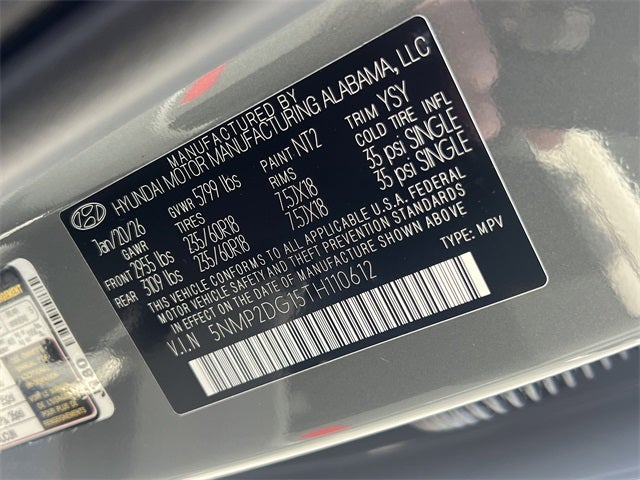 MANUFACTURED BY
HYUNDAI MOTOR MANUFACTURING ALABAMA, LLC
Jan/20/26 GVWR 5799 lbs PAINT NT2 TRIM YSY
GAWR TIRES RIMS COLD TIRE INFL
FRONT 2955 lbs 235/60R18 7.5JX18 35 psi SINGLE
REAR 3109 lbs 235/60R18 7.5JX18 35 psi SINGLE
THIS VEHICLE CONFORMS TO ALL APPLICABLE U.S.A. FEDERAL
MOTOR VEHICLE SAFETY AND THEFT PREVENTION STANDARDS
IN EFFECT ON THE DATE OF MANUFACTURE SHOWN ABOVE
V.I.N 5NMP2DG15TH110612 TYPE: MPV